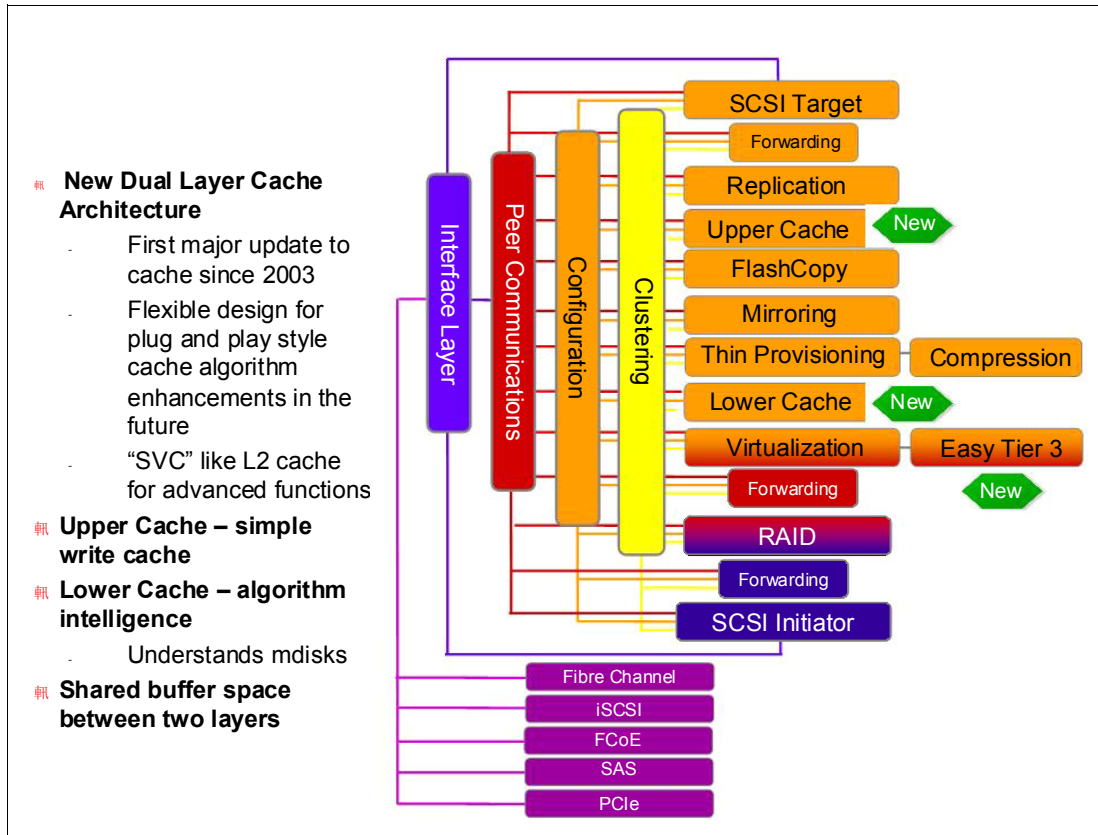 New Dual Layer Cache
Architecture
- First major update to
cache since 2003
- Flexible design for
plug and play style
cache algorithm
enhancements in the
future
- “SVC” like L2 cache
for advanced functions
Upper Cache – simple
write cache
Lower Cache – algorithm
intelligence
- Understands mdisks
Shared buffer space
between two layers
Interface Layer
Peer Communications
Configuration
Clustering
SCSI Target
Forwarding
Replication
Upper Cache
New
FlashCopy
Mirroring
Thin Provisioning
Compression
Lower Cache
New
Virtualization
Easy Tier 3
New
Forwarding
RAID
Forwarding
SCSI Initiator
Fibre Channel
iSCSI
FCoE
SAS
PCIe